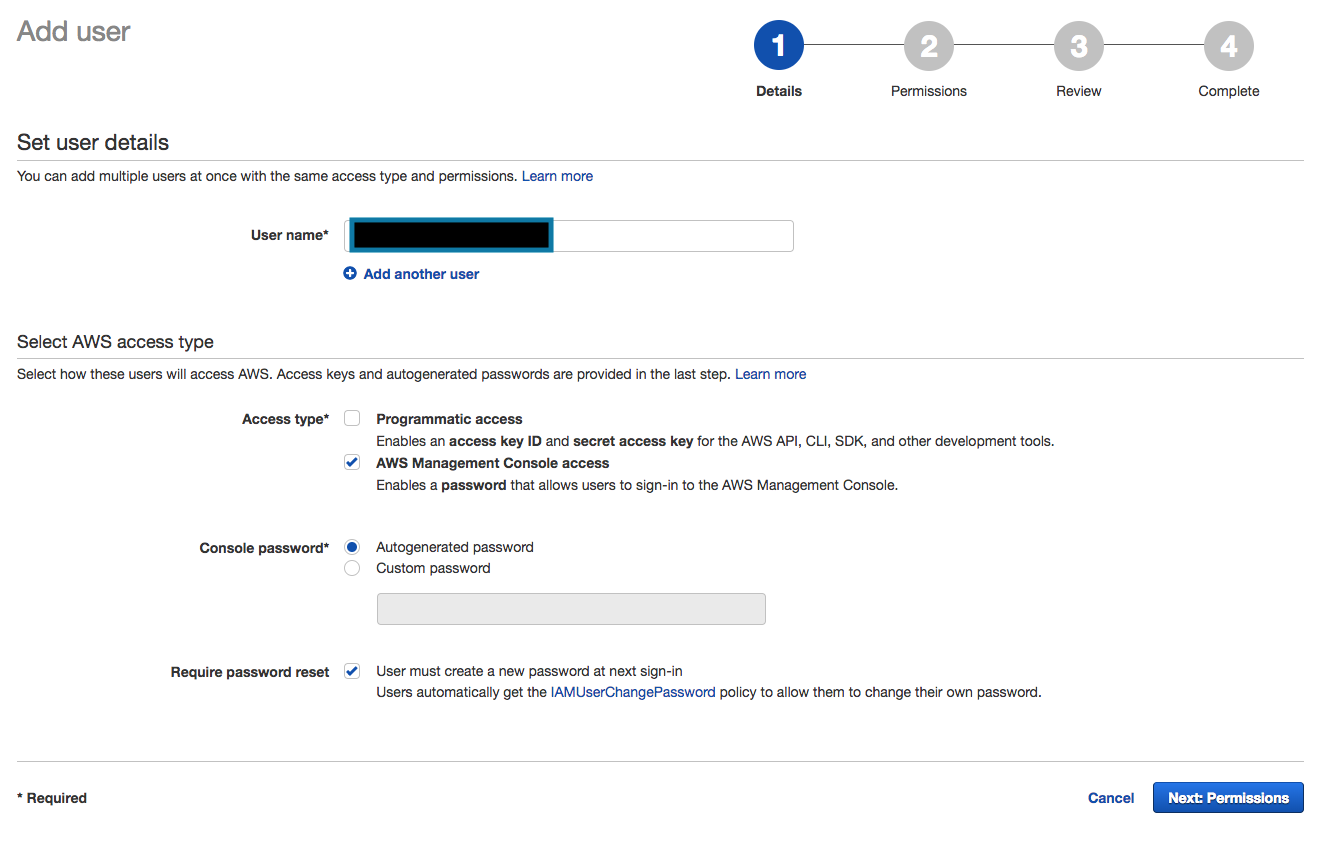 Add user
1
2
3
4
Details
Permissions
Review
Complete
Set user details
You can add multiple users at once with the same access type and permissions. Learn more
User name*
Add another user
Select AWS access type
Select how these users will access AWS. Access keys and autogenerated passwords are provided in the last step. Learn more
Access type*
Programmatic access
Enables an access key ID and secret access key for the AWS API, CLI, SDK, and other development tools.
AWS Management Console access
Enables a password that allows users to sign-in to the AWS Management Console.
Console password*
Autogenerated password
Custom password
Require password reset
User must create a new password at next sign-in
Users automatically get the IAMUserChangePassword policy to allow them to change their own password.
* Required
Cancel
Next: Permissions